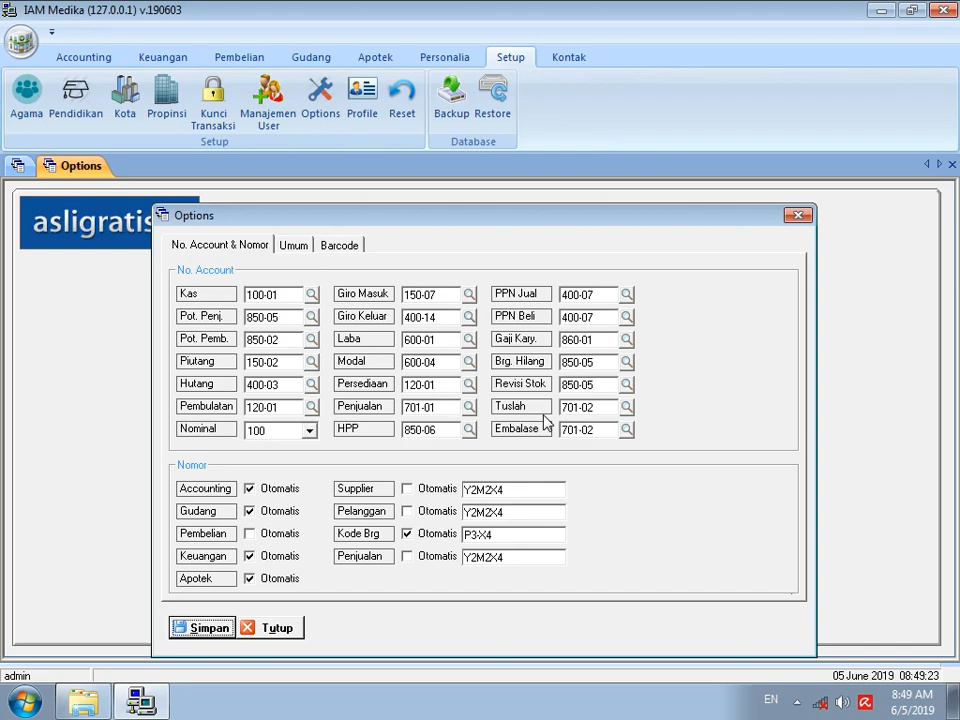 IAM Medika (127.0.0.1) v.190603
Accounting Keuangan Pembelian Gudang Apotek Personalia Setup Kontak
Agama Pendidikan Kota Propinsi Kunci Transaksi Manajemen User Options Profile Reset Backup Restore
Setup Database
Options
asligratis
Options
No. Account & Nomor Umum Barcode
No. Account
Kas 100-01 Giro Masuk 150-07 PPN Jual 400-07
Pot. Penj. 850-05 Giro Keluar 400-14 PPN Beli 400-07
Pot. Pemb. 850-02 Laba 600-01 Gaji Kary. 860-01
Piutang 150-02 Modal 600-04 Brg. Hilang 850-05
Hutang 400-03 Persediaan 120-01 Revisi Stok 850-05
Pembulatan 120-01 Penjualan 701-01 Tuslah 701-02
Nominal 100 HPP 850-06 Embalase 701-02
Nomor
Accounting Otomatis Supplier Otomatis Y2M2X4
Gudang Otomatis Pelanggan Otomatis Y2M2X4
Pembelian Otomatis Kode Brg Otomatis P3-X4
Keuangan Otomatis Penjualan Otomatis Y2M2X4
Apotek Otomatis
Simpan Tutup
admin 05 June 2019 08:49:23
EN 8:49 AM
6/5/2019